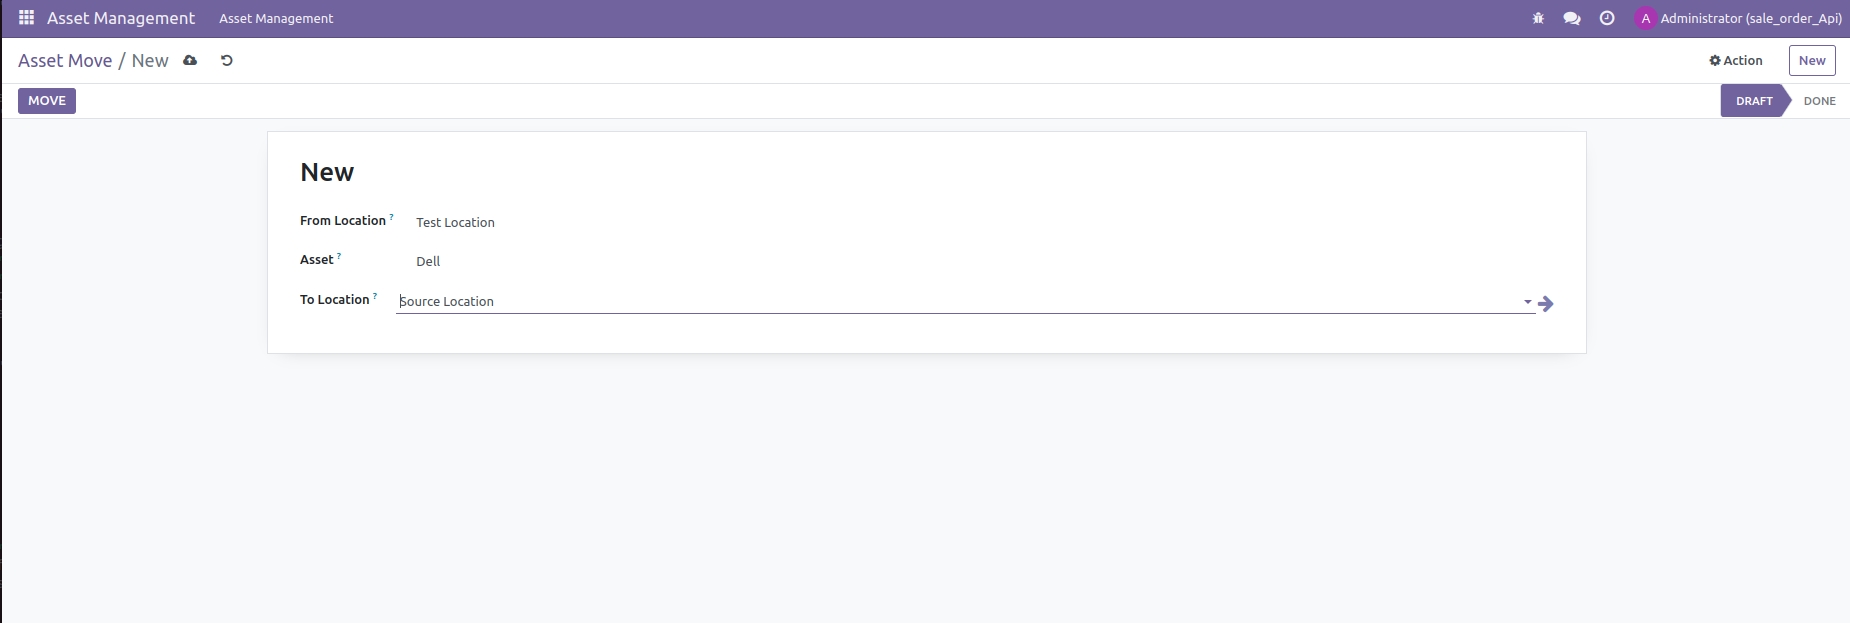 Asset Management Asset Management A Administrator (sale_order_Api)
Asset Move / New Action New
MOVE DRAFT DONE
New
From Location ? Test Location
Asset ? Dell
To Location ? Source Location